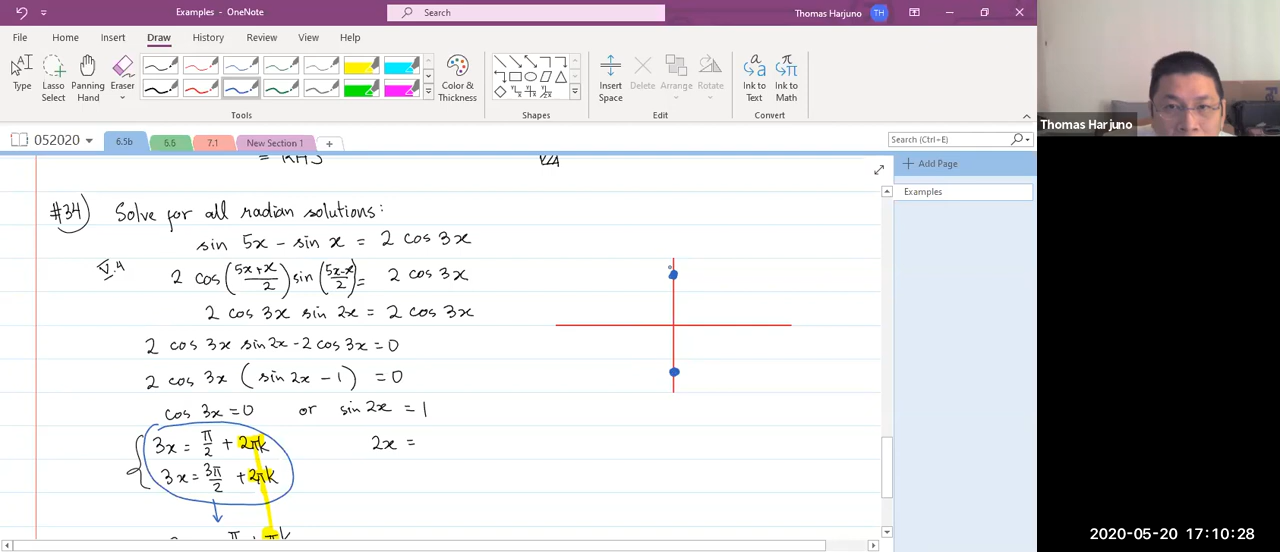 Examples - OneNote
Search
Thomas Harjuno TH
File Home Insert Draw History Review View Help
Type
Lasso Select
Panning Hand
Eraser
Color & Thickness
Insert Space
Delete
Arrange
Rotate
Ink to Text
Ink to Math
Tools
Shapes
Edit
Convert
Thomas Harjuno
052020
6.5b
6.6
7.1
New Section 1
Search (Ctrl+E)
Add Page
Examples
= RHS
#34) Solve for all radian solutions:
sin 5x - sin x = 2 cos 3x
V.4
2 cos (5x+x/2) sin (5x-x/2) = 2 cos 3x
2 cos 3x sin 2x = 2 cos 3x
2 cos 3x sin 2x - 2 cos 3x = 0
2 cos 3x (sin 2x - 1) = 0
cos 3x = 0 or sin 2x = 1
3x = π/2 + 2πk 2x =
3x = 3π/2 + 2πk
2020-05-20 17:10:28